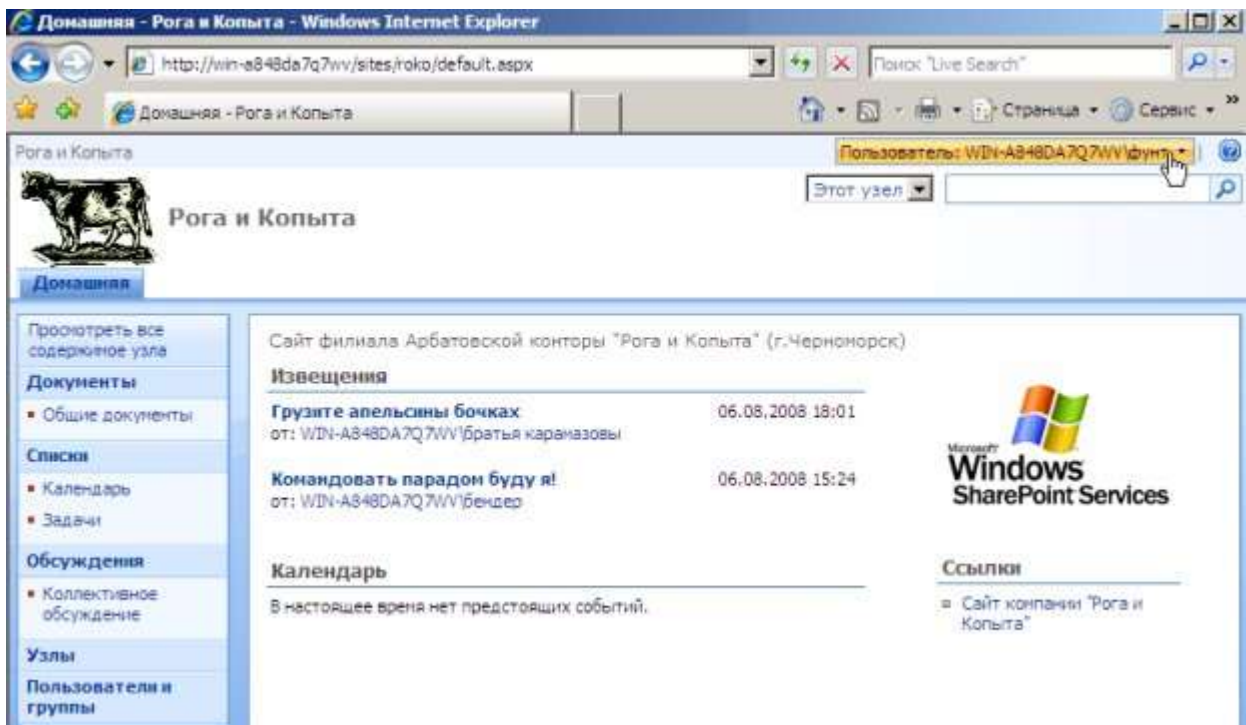 Домашняя - Рога и Копыта - Windows Internet Explorer
http://win-a848da7q7wv/sites/roko/default.aspx
Поиск "Live Search"
Домашняя - Рога и Копыта
Страница
Сервис
Рога и Копыта
Пользователь: WIN-A848DA7Q7WV\фунт
Этот узел
Рога и Копыта
Домашняя
Просмотреть все
содержимое узла
Документы
Общие документы
Списки
Календарь
Задачи
Обсуждения
Коллективное
обсуждение
Узлы
Пользователи и
группы
Сайт филиала Арбатовской конторы "Рога и Копыта" (г.Черноморск)
Извещения
Грузите апельсины бочках 06.08.2008 18:01
от: WIN-A848DA7Q7WV\братья карамазовы
Командовать парадом буду я! 06.08.2008 15:24
от: WIN-A848DA7Q7WV\бендер
Календарь
В настоящее время нет предстоящих событий.
Microsoft
Windows
SharePoint Services
Ссылки
Сайт компании "Рога и
Копыта"